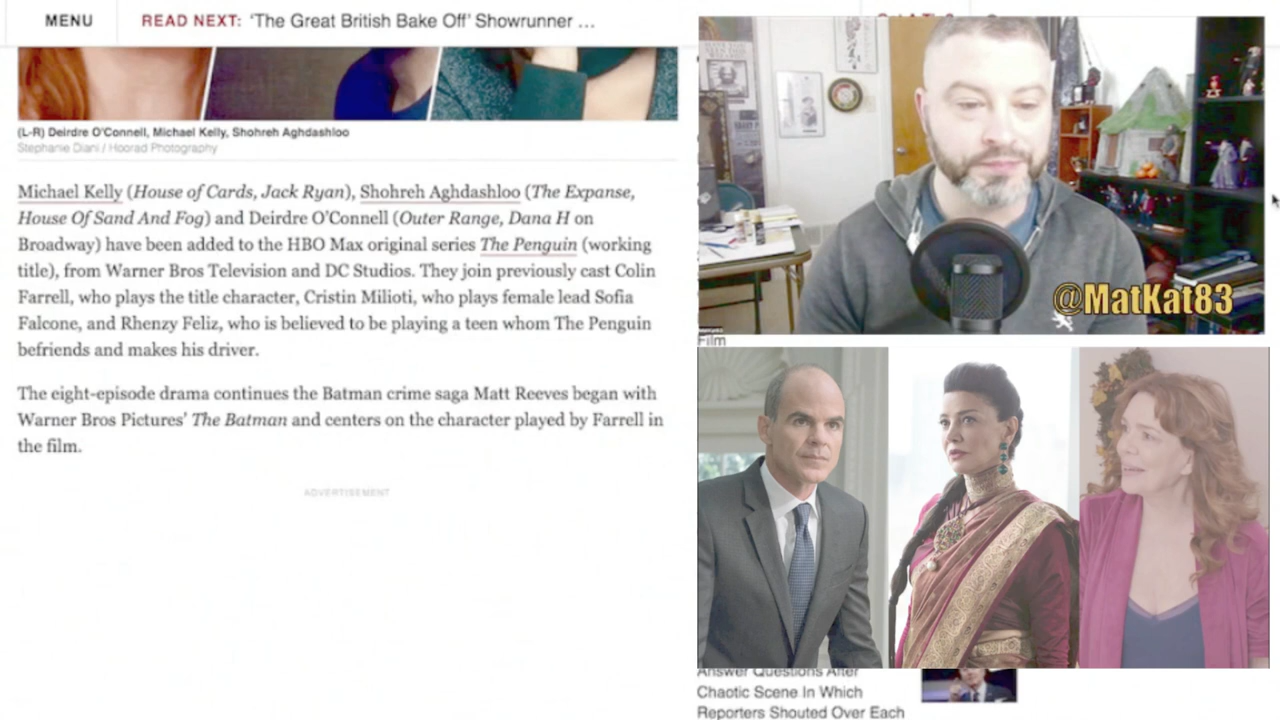 MENU
READ NEXT: ‘The Great British Bake Off’ Showrunner ...
(L-R) Deirdre O'Connell, Michael Kelly, Shohreh Aghdashloo
Stephanie Diani / Hoorad Photography
Michael Kelly (House of Cards, Jack Ryan), Shohreh Aghdashloo (The Expanse,
House Of Sand And Fog) and Deirdre O’Connell (Outer Range, Dana H on
Broadway) have been added to the HBO Max original series The Penguin (working
title), from Warner Bros Television and DC Studios. They join previously cast Colin
Farrell, who plays the title character, Cristin Milioti, who plays female lead Sofia
Falcone, and Rhenzy Feliz, who is believed to be playing a teen whom The Penguin
befriends and makes his driver.
The eight-episode drama continues the Batman crime saga Matt Reeves began with
Warner Bros Pictures’ The Batman and centers on the character played by Farrell in
the film.
ADVERTISEMENT
@MatKat83
Film
Answer Questions After
Chaotic Scene In Which
Reporters Shouted Over Each